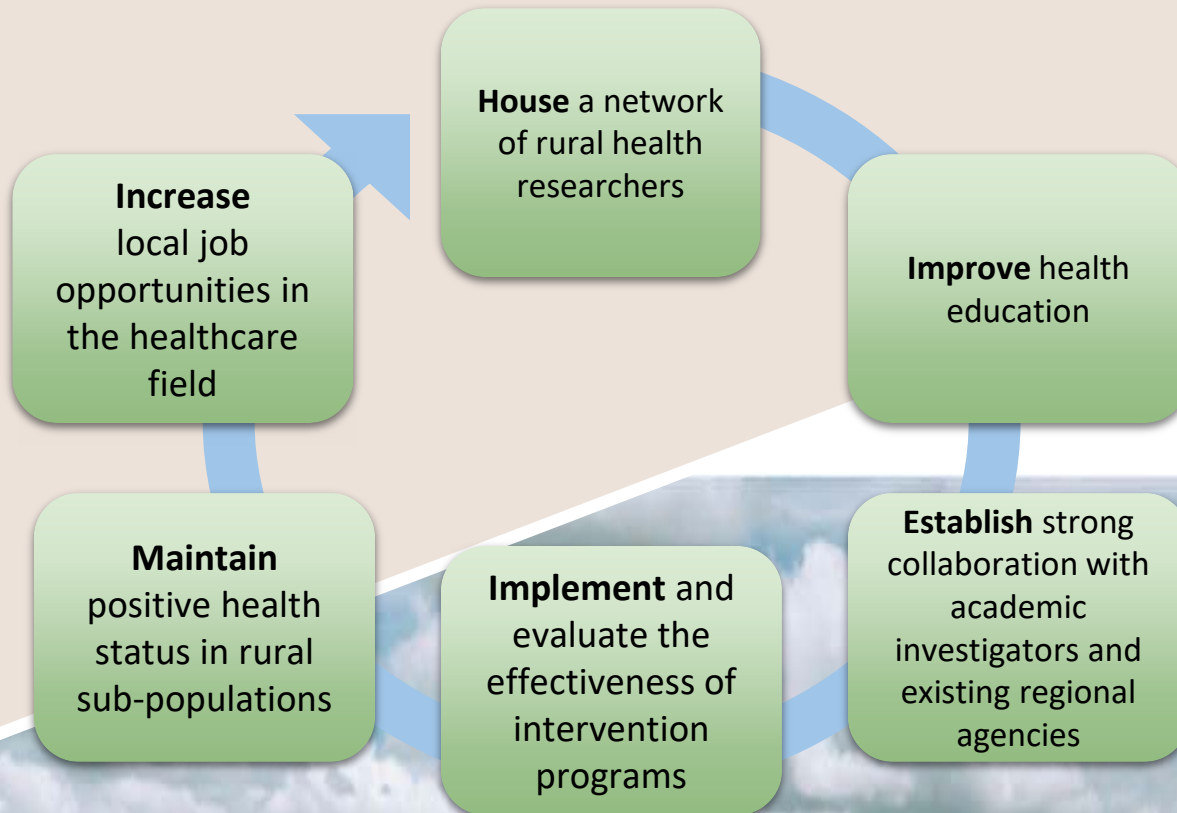 House a network
of rural health
researchers
Improve health
education
Establish strong
collaboration with
academic
investigators and
existing regional
agencies
Implement and
evaluate the
effectiveness of
intervention
programs
Maintain
positive health
status in rural
sub-populations
Increase
local job
opportunities in
the healthcare
field